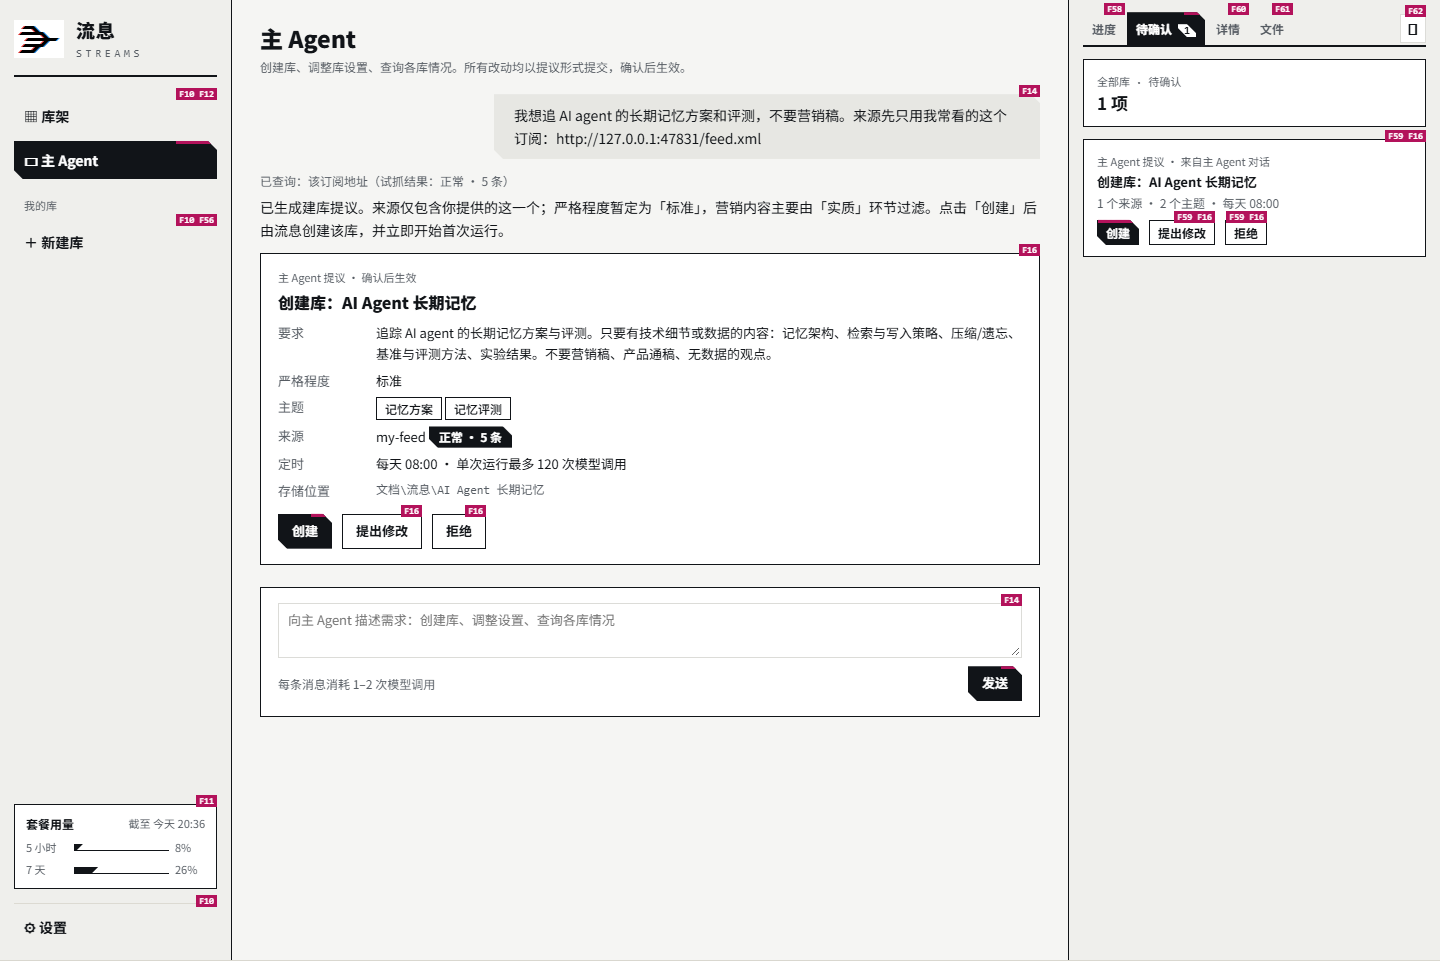 流息
STREAMS
F10 F12
库架
主 Agent
我的库
F10 F56
＋ 新建库
F11
套餐用量 截至 今天 20:36
5 小时 8%
7 天 26%
F10
设置
主 Agent
创建库、调整库设置、查询各库情况。所有改动均以提议形式提交，确认后生效。
F14
我想追 AI agent 的长期记忆方案和评测，不要营销稿。来源先只用我常看的这个
订阅：http://127.0.0.1:47831/feed.xml
已查询：该订阅地址（试抓结果：正常 · 5 条）
已生成建库提议。来源仅包含你提供的这一个；严格程度暂定为「标准」，营销内容主要由「实质」环节过滤。点击「创建」后
由流息创建该库，并立即开始首次运行。
F16
主 Agent 提议 · 确认后生效
创建库：AI Agent 长期记忆
要求 追踪 AI agent 的长期记忆方案与评测。只要有技术细节或数据的内容：记忆架构、检索与写入策略、压缩/遗忘、
基准与评测方法、实验结果。不要营销稿、产品通稿、无数据的观点。
严格程度 标准
主题 记忆方案 记忆评测
来源 my-feed 正常 · 5 条
定时 每天 08:00 · 单次运行最多 120 次模型调用
存储位置 文档\流息\AI Agent 长期记忆
F16 F16
创建 提出修改 拒绝
F14
向主 Agent 描述需求：创建库、调整设置、查询各库情况
每条消息消耗 1–2 次模型调用 发送
F58 F60 F61 F62
进度 待确认 1 详情 文件
全部库 · 待确认
1 项
F59 F16
主 Agent 提议 · 来自主 Agent 对话
创建库：AI Agent 长期记忆
1 个来源 · 2 个主题 · 每天 08:00
F59 F16 F59 F16
创建 提出修改 拒绝